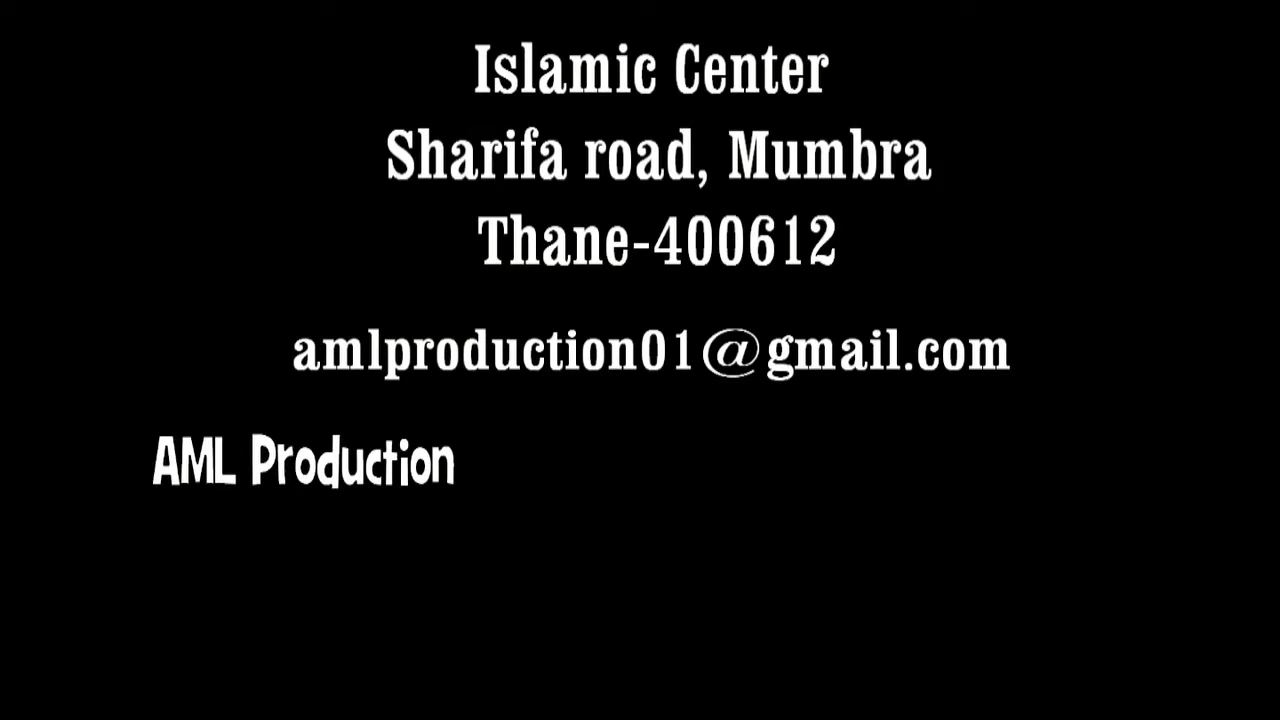 Islamic Center
Sharifa road, Mumbra
Thane-400612
amlproduction01@gmail.com
AML Production